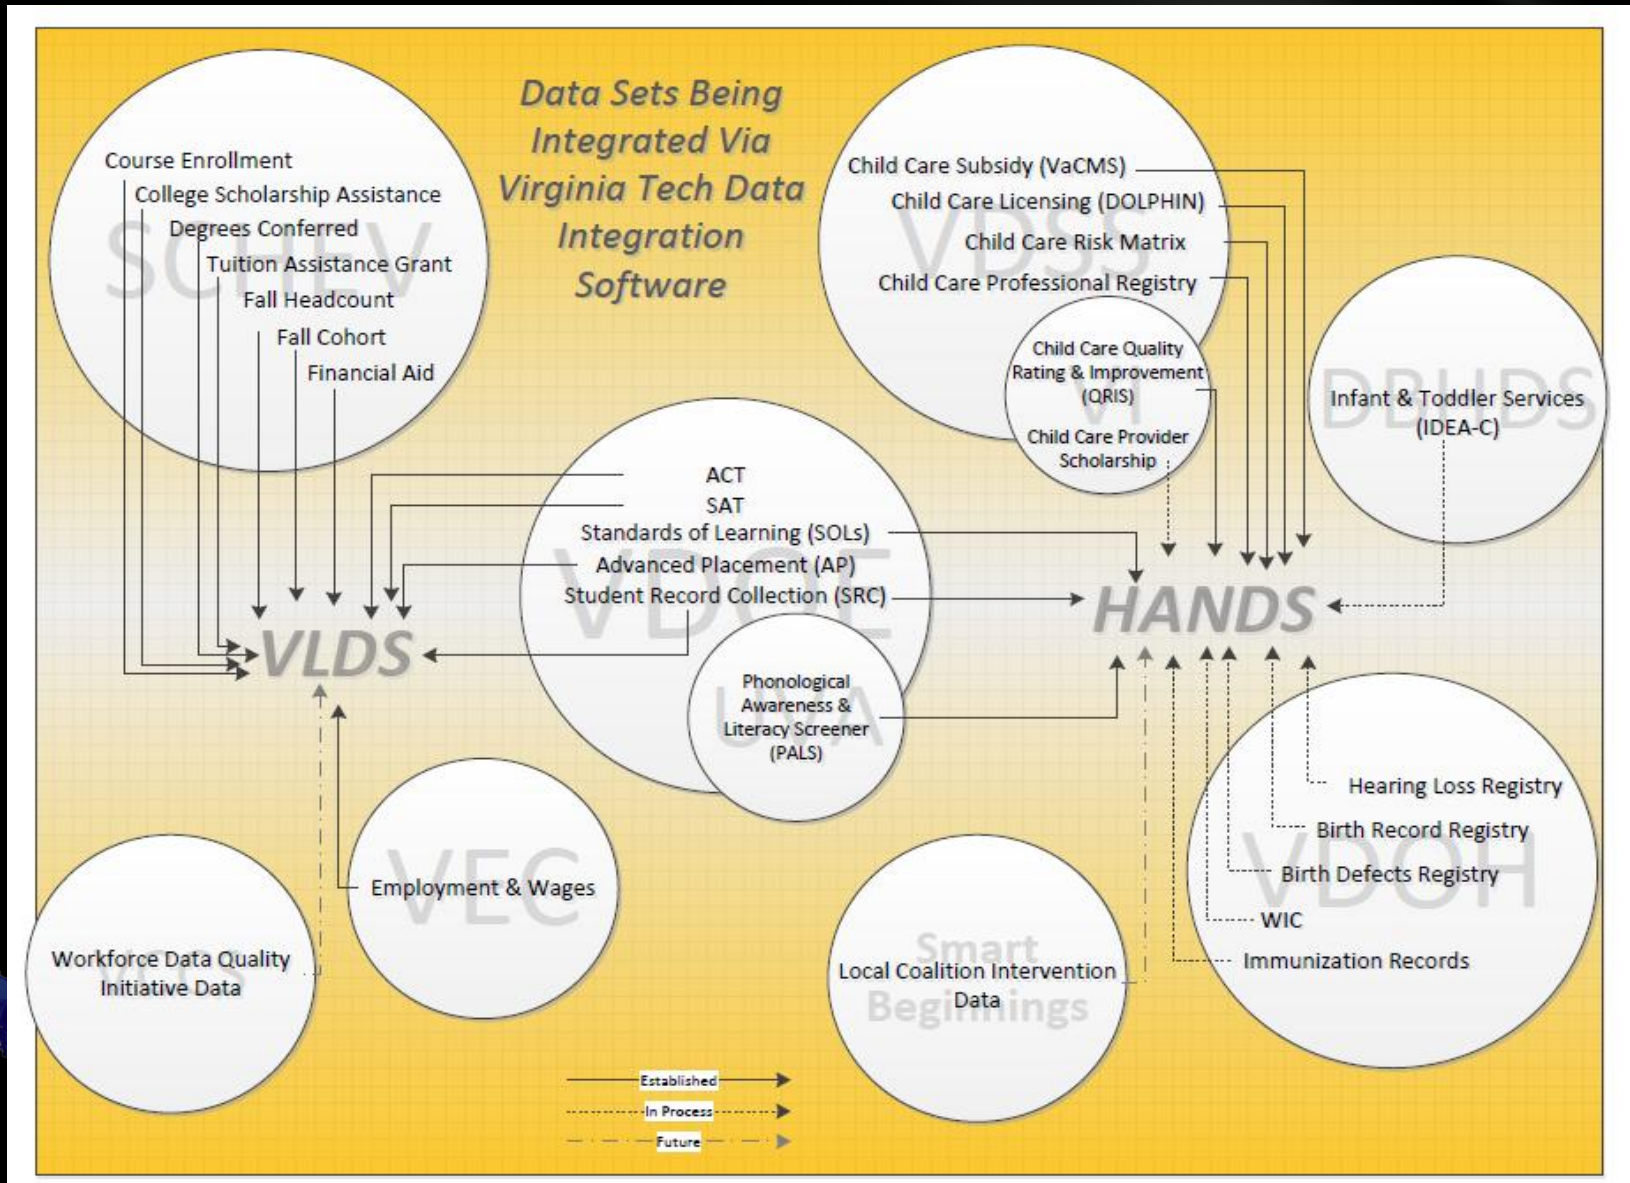 Data Sets Being
Integrated Via
Virginia Tech Data
Integration
Software
SCHEV
Course Enrollment
College Scholarship Assistance
Degrees Conferred
Tuition Assistance Grant
Fall Headcount
Fall Cohort
Financial Aid
VDSS
Child Care Subsidy (VaCMS)
Child Care Licensing (DOLPHIN)
Child Care Risk Matrix
Child Care Professional Registry
VI
Child Care Quality
Rating & Improvement
(QRIS)
Child Care Provider
Scholarship
DBHDS
Infant & Toddler Services
(IDEA-C)
VDOE
ACT
SAT
Standards of Learning (SOLs)
Advanced Placement (AP)
Student Record Collection (SRC)
UVA
Phonological
Awareness &
Literacy Screener
(PALS)
VLDS
HANDS
VEC
Employment & Wages
VCCS
Workforce Data Quality
Initiative Data
Smart
Beginnings
Local Coalition Intervention
Data
VDOH
Hearing Loss Registry
Birth Record Registry
Birth Defects Registry
WIC
Immunization Records
Established
In Process
Future